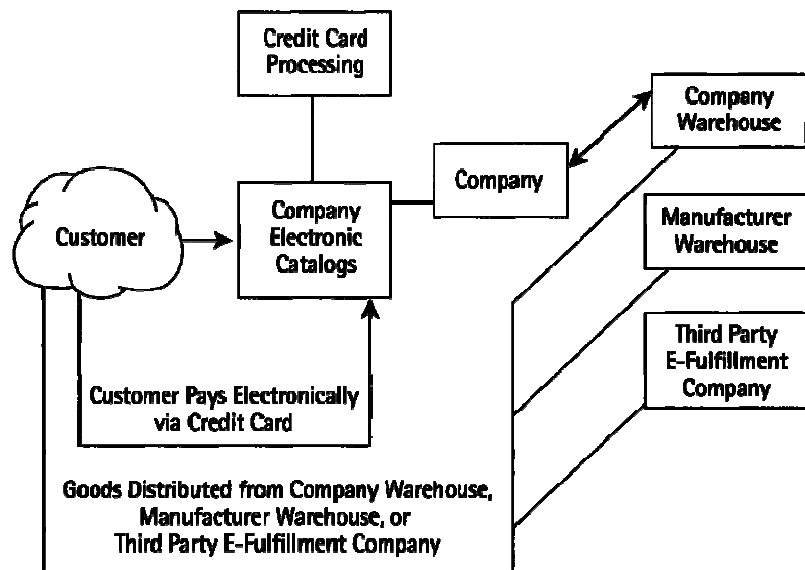 Credit Card
Processing
Company
Warehouse
Company
Customer
Company
Electronic
Catalogs
Manufacturer
Warehouse
Third Party
E-Fulfillment
Company
Customer Pays Electronically
via Credit Card
Goods Distributed from Company Warehouse,
Manufacturer Warehouse, or
Third Party E-Fulfillment Company